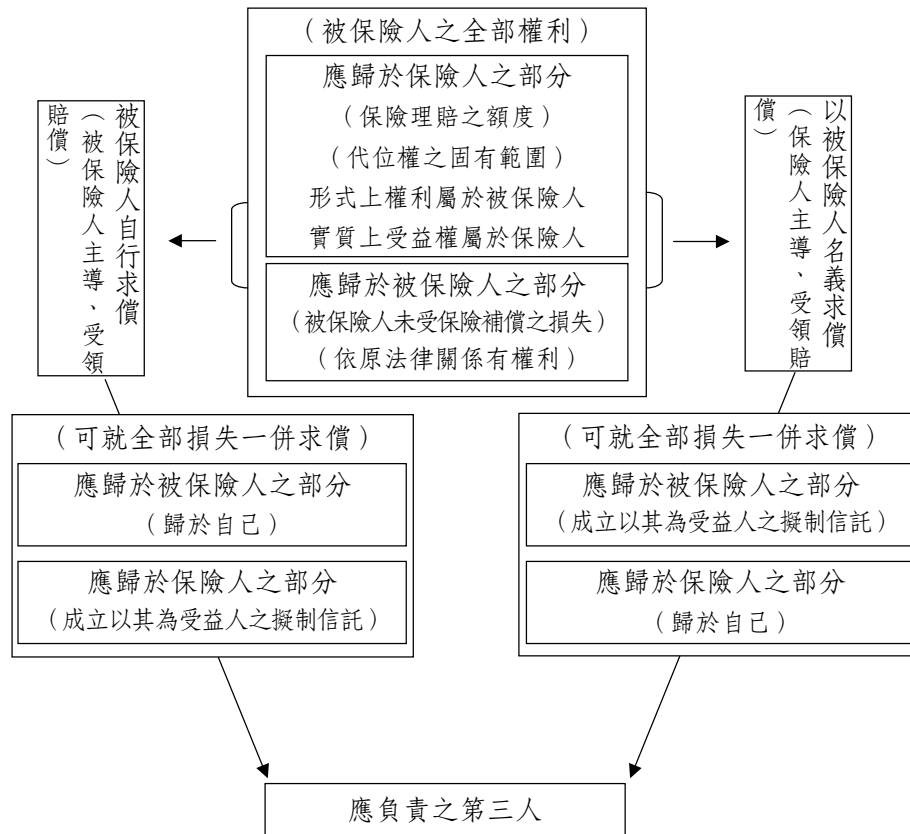 （被保險人之全部權利）
應歸於保險人之部分
（保險理賠之額度）
（代位權之固有範圍）
形式上權利屬於被保險人
實質上受益權屬於保險人
應歸於被保險人之部分
（被保險人未受保險補償之損失）
（依原法律關係有權利）
被保險人自行求償
（被保險人主導、受領
賠償）
以被保險人名義求償
（保險人主導、受領賠
償）
（可就全部損失一併求償）
應歸於被保險人之部分
（歸於自己）
應歸於保險人之部分
（成立以其為受益人之擬制信託）
（可就全部損失一併求償）
應歸於被保險人之部分
（成立以其為受益人之擬制信託）
應歸於保險人之部分
（歸於自己）
應負責之第三人